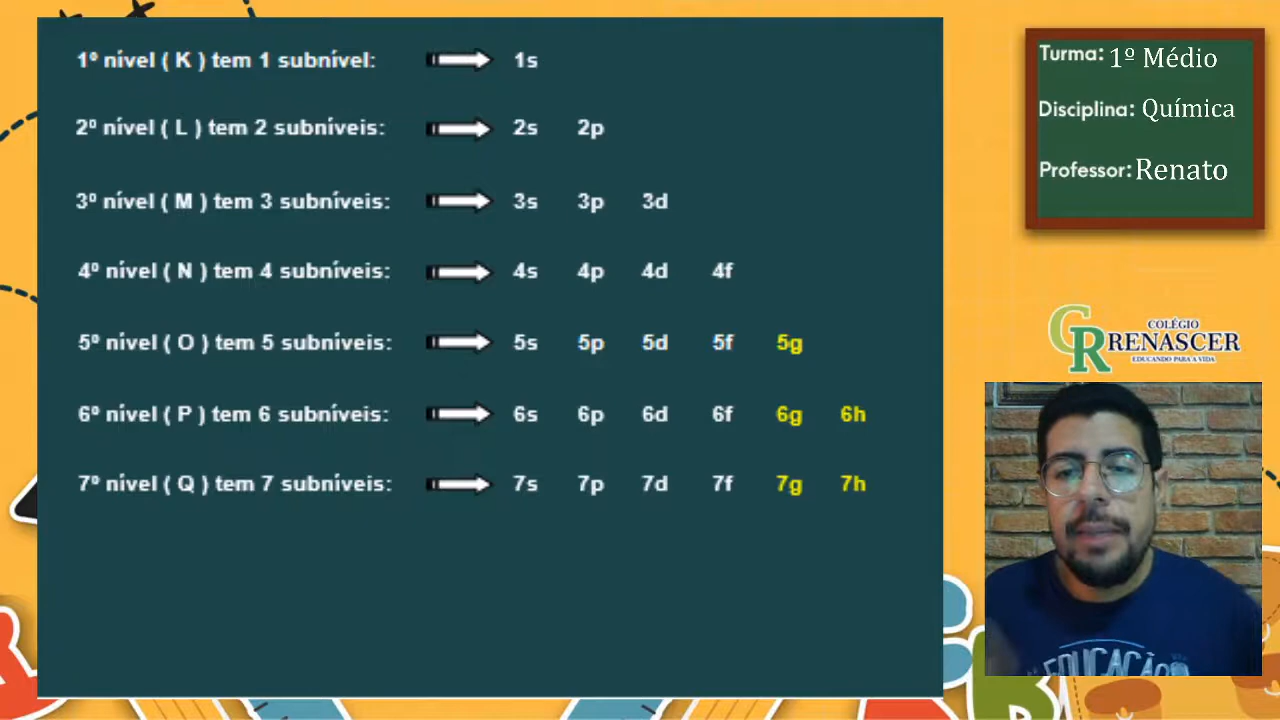 1º nível ( K ) tem 1 subnível: 1s
2º nível ( L ) tem 2 subníveis: 2s 2p
3º nível ( M ) tem 3 subníveis: 3s 3p 3d
4º nível ( N ) tem 4 subníveis: 4s 4p 4d 4f
5º nível ( O ) tem 5 subníveis: 5s 5p 5d 5f 5g
6º nível ( P ) tem 6 subníveis: 6s 6p 6d 6f 6g 6h
7º nível ( Q ) tem 7 subníveis: 7s 7p 7d 7f 7g 7h
Turma: 1º Médio
Disciplina: Química
Professor: Renato
CR
COLÉGIO
RENASCER
EDUCANDO PARA A VIDA
EDUCAÇÃO